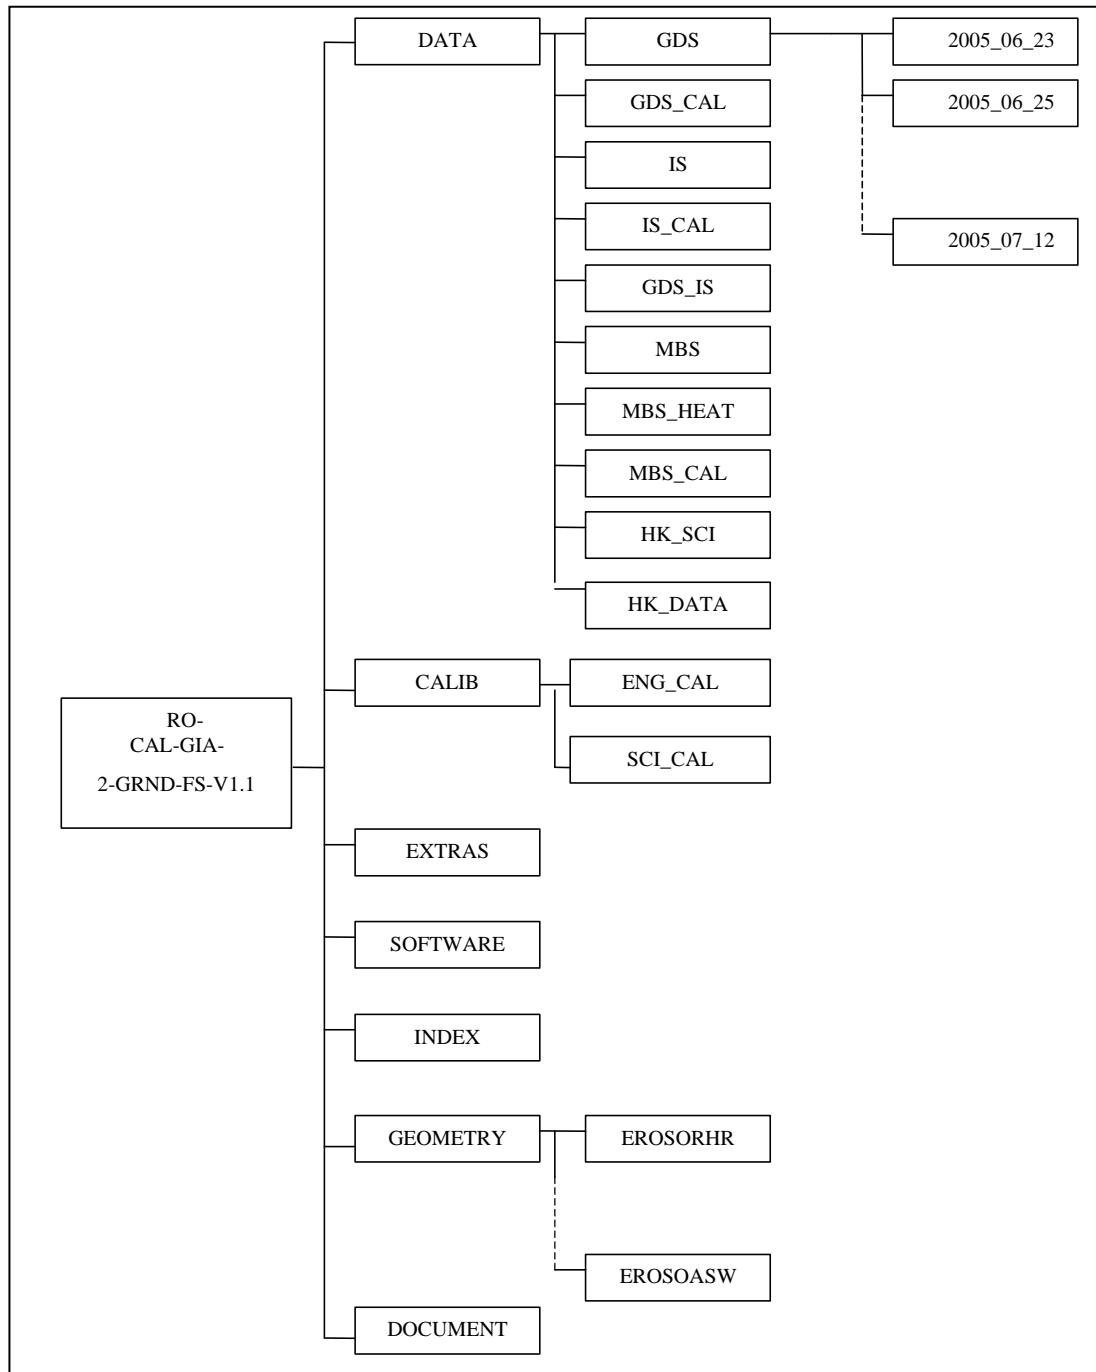 DATA
GDS
2005_06_23
GDS_CAL
2005_06_25
IS
IS_CAL
2005_07_12
GDS_IS
MBS
MBS_HEAT
MBS_CAL
HK_SCI
HK_DATA
CALIB
ENG_CAL
RO-
CAL-GIA-
2-GRND-FS-V1.1
SCI_CAL
EXTRAS
SOFTWARE
INDEX
GEOMETRY
EROSORHR
EROSOASW
DOCUMENT